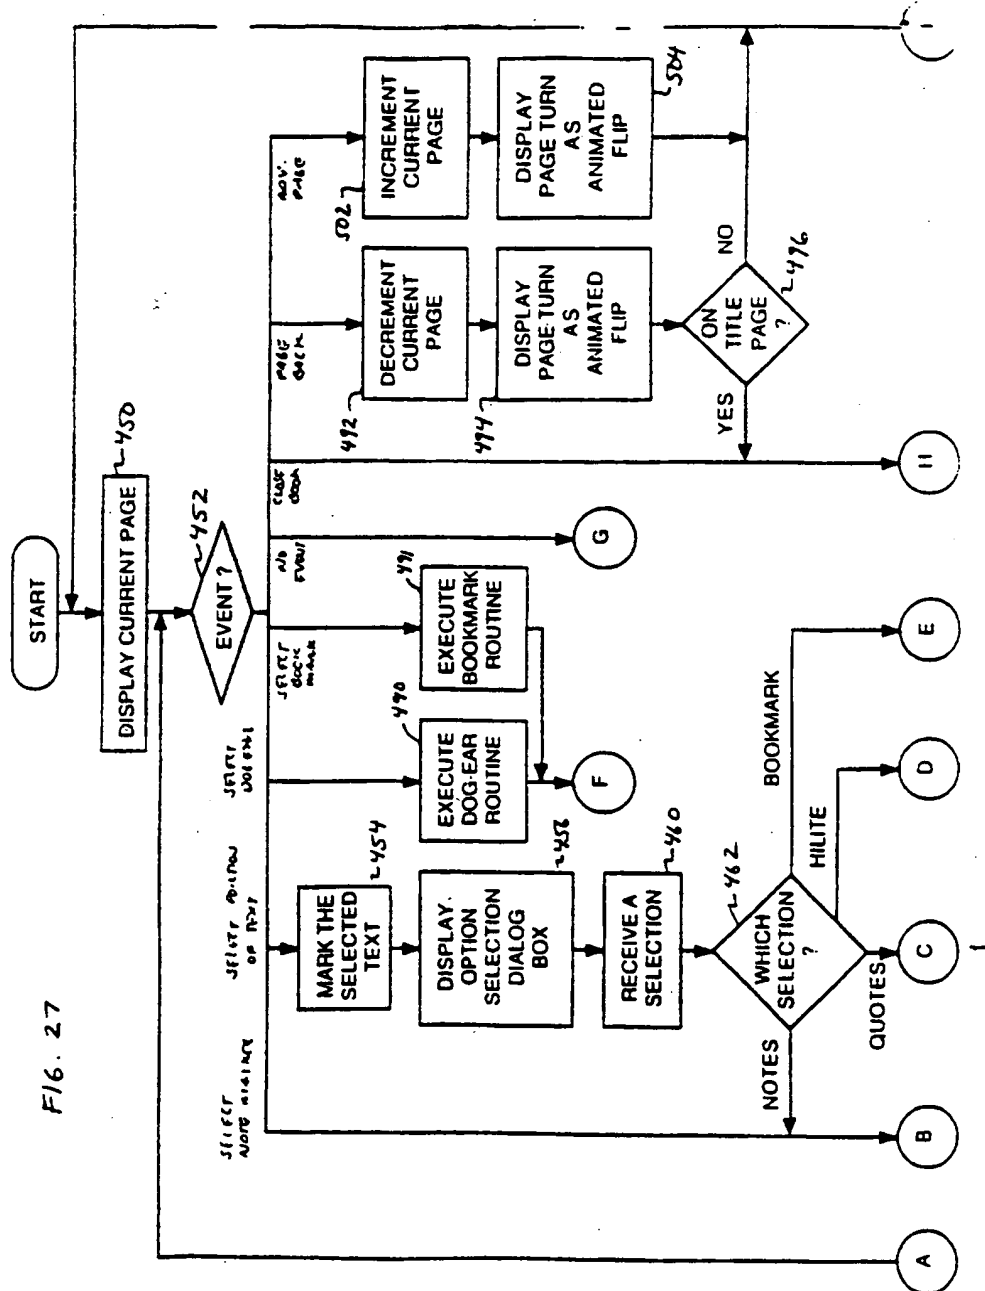 FIG. 27
START
DISPLAY CURRENT PAGE
450
EVENT?
452
SELECT
NOTE
SELECT PORTION
OF TEXT
SELECT
DOG EAR
SELECT
BOOK
MARK
NO
EVENT
CLOSE
BOOK
PAGE
BACK
ADV.
PAGE
MARK THE
SELECTED
TEXT
454
DISPLAY.
OPTION
SELECTION
DIALOG
BOX
458
RECEIVE A
SELECTION
460
WHICH
SELECTION
?
462
NOTES
QUOTES
HILITE
BOOKMARK
EXECUTE
DOG-EAR
ROUTINE
490
EXECUTE
BOOKMARK
ROUTINE
491
DECREMENT
CURRENT
PAGE
492
DISPLAY
PAGE TURN
AS
ANIMATED
FLIP
494
ON
TITLE
PAGE
?
496
YES
NO
INCREMENT
CURRENT
PAGE
502
DISPLAY
PAGE TURN
AS
ANIMATED
FLIP
504
A
B
C
D
E
F
G
H
I